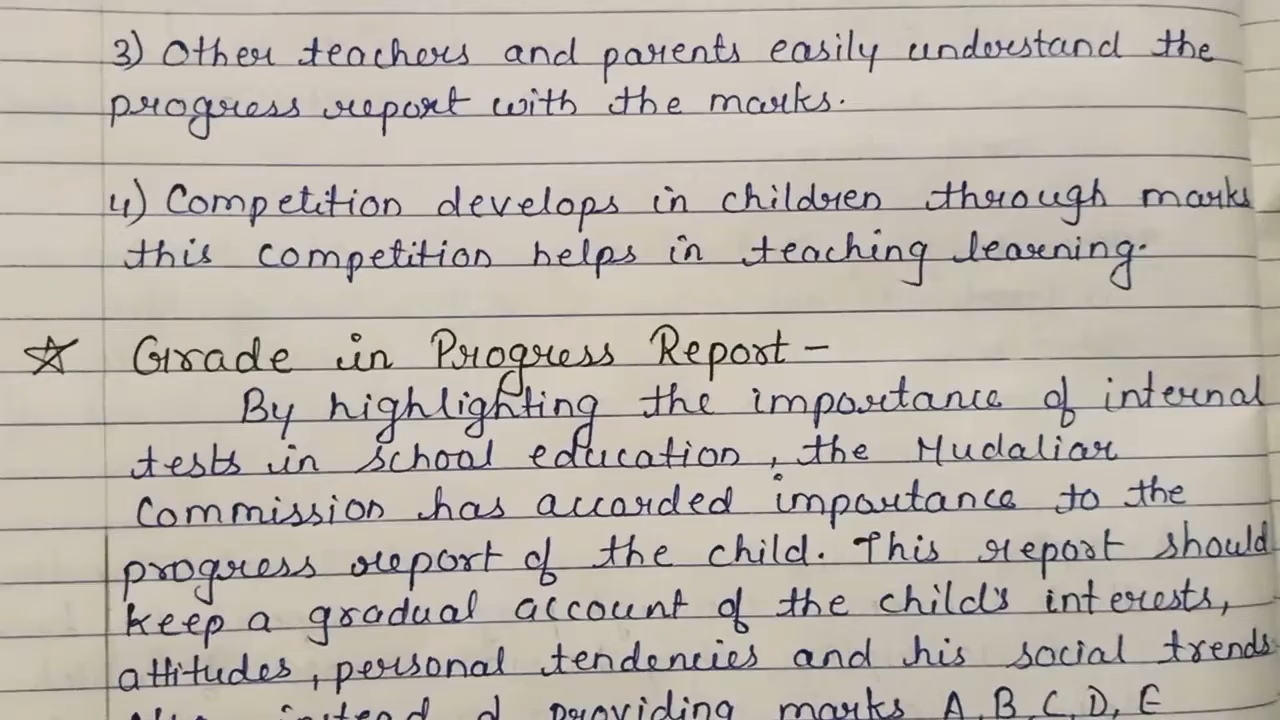 3) Other teachers and parents easily understand the
progress report with the marks.
4) Competition develops in children through marks
this competition helps in teaching learning.
☆ Grade in Progress Report -
By highlighting the importance of internal
tests in school education, the Mudaliar
Commission has accorded importance to the
progress report of the child. This report should
keep a gradual account of the child's interests,
attitudes, personal tendencies and his social trends
Also instead of providing marks A, B, C, D, E